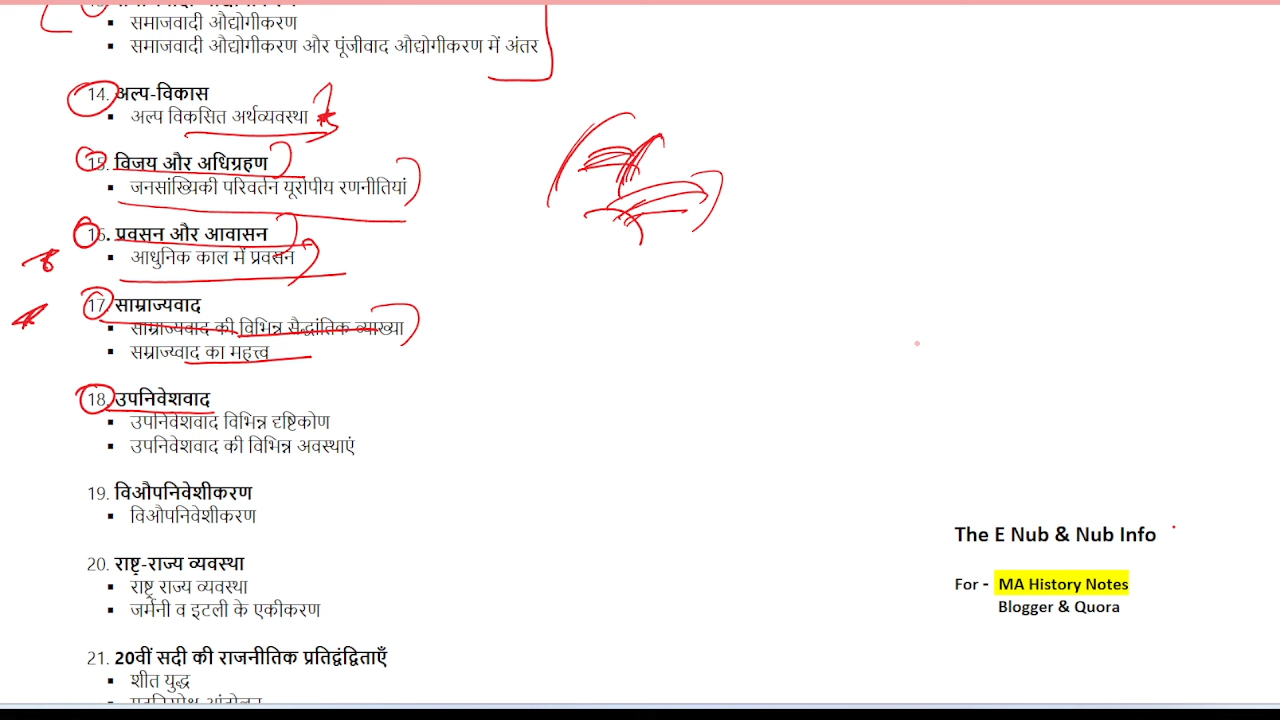 ▪ समाजवादी औद्योगीकरण
▪ समाजवादी औद्योगीकरण और पूंजीवाद औद्योगीकरण में अंतर
14. अल्प-विकास
▪ अल्प विकसित अर्थव्यवस्था
15. विजय और अधिग्रहण
▪ जनसांख्यिकी परिवर्तन यूरोपीय रणनीतियां
16. प्रवसन और आवासन
▪ आधुनिक काल में प्रवसन
17. साम्राज्यवाद
▪ साम्राज्यवाद की विभिन्न सैद्धांतिक व्याख्या
▪ सम्राज्य्वाद का महत्त्व
18. उपनिवेशवाद
▪ उपनिवेशवाद विभिन्न दृष्टिकोण
▪ उपनिवेशवाद की विभिन्न अवस्थाएं
19. विऔपनिवेशीकरण
▪ विऔपनिवेशीकरण
20. राष्ट्र-राज्य व्यवस्था
▪ राष्ट्र राज्य व्यवस्था
▪ जर्मनी व इटली के एकीकरण
21. 20वीं सदी की राजनीतिक प्रतिद्वंद्विताएँ
▪ शीत युद्ध
The E Nub & Nub Info
For - MA History Notes
Blogger & Quora